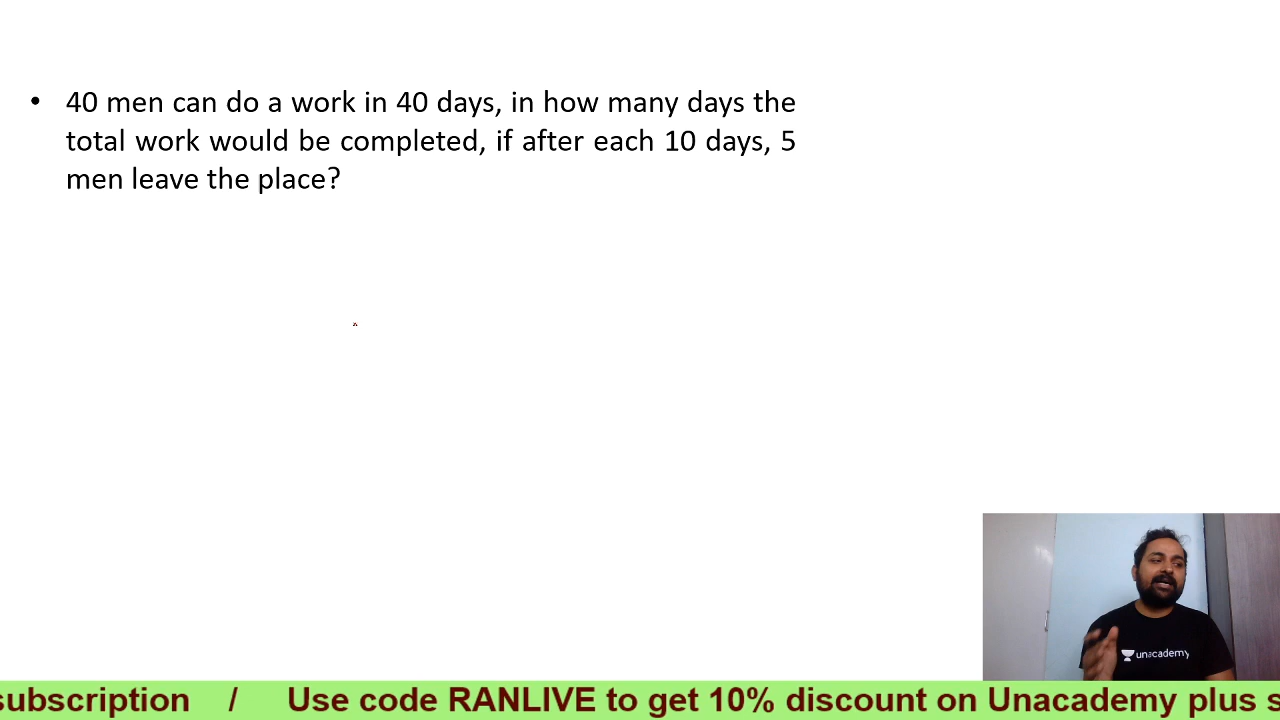 • 40 men can do a work in 40 days, in how many days the
total work would be completed, if after each 10 days, 5
men leave the place?
unacademy
subscription / Use code RANLIVE to get 10% discount on Unacademy plus s